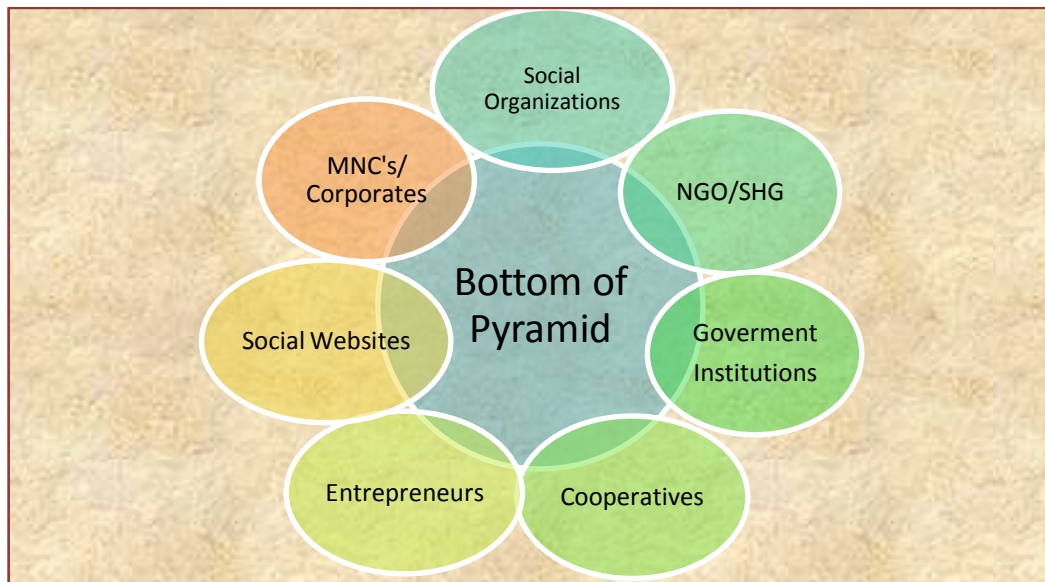 Social
Organizations
MNC's/
Corporates
NGO/SHG
Bottom of
Pyramid
Social Websites
Goverment
Institutions
Entrepreneurs
Cooperatives